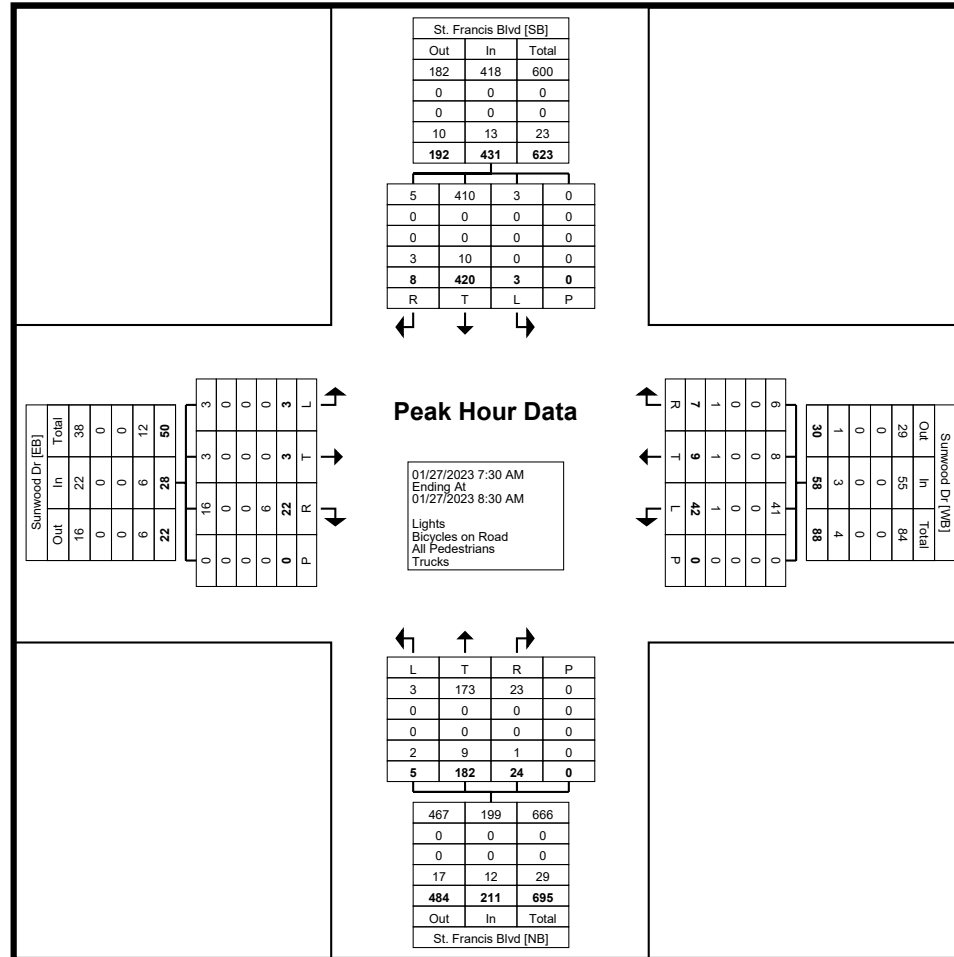 St. Francis Blvd [SB]
Out In Total
182 418 600
0 0 0
0 0 0
10 13 23
192 431 623
5 410 3 0
0 0 0 0
0 0 0 0
3 10 0 0
8 420 3 0
R T L P
Sunwood Dr [EB]
Total In Out
38 22 16
0 0 0
0 0 0
12 6 6
50 28 22
3 3 16 0
0 0 0 0
0 0 0 0
0 0 6 0
3 3 22 0
L T R P
Peak Hour Data
01/27/2023 7:30 AM
Ending At
01/27/2023 8:30 AM
Lights
Bicycles on Road
All Pedestrians
Trucks
R T L P
7 9 42 0
1 1 1 0
0 0 0 0
0 0 0 0
6 8 41 0
30 58 88
1 3 4
0 0 0
0 0 0
29 55 84
Out In Total
Sunwood Dr [WB]
L T R P
3 173 23 0
0 0 0 0
0 0 0 0
2 9 1 0
5 182 24 0
467 199 666
0 0 0
0 0 0
17 12 29
484 211 695
Out In Total
St. Francis Blvd [NB]